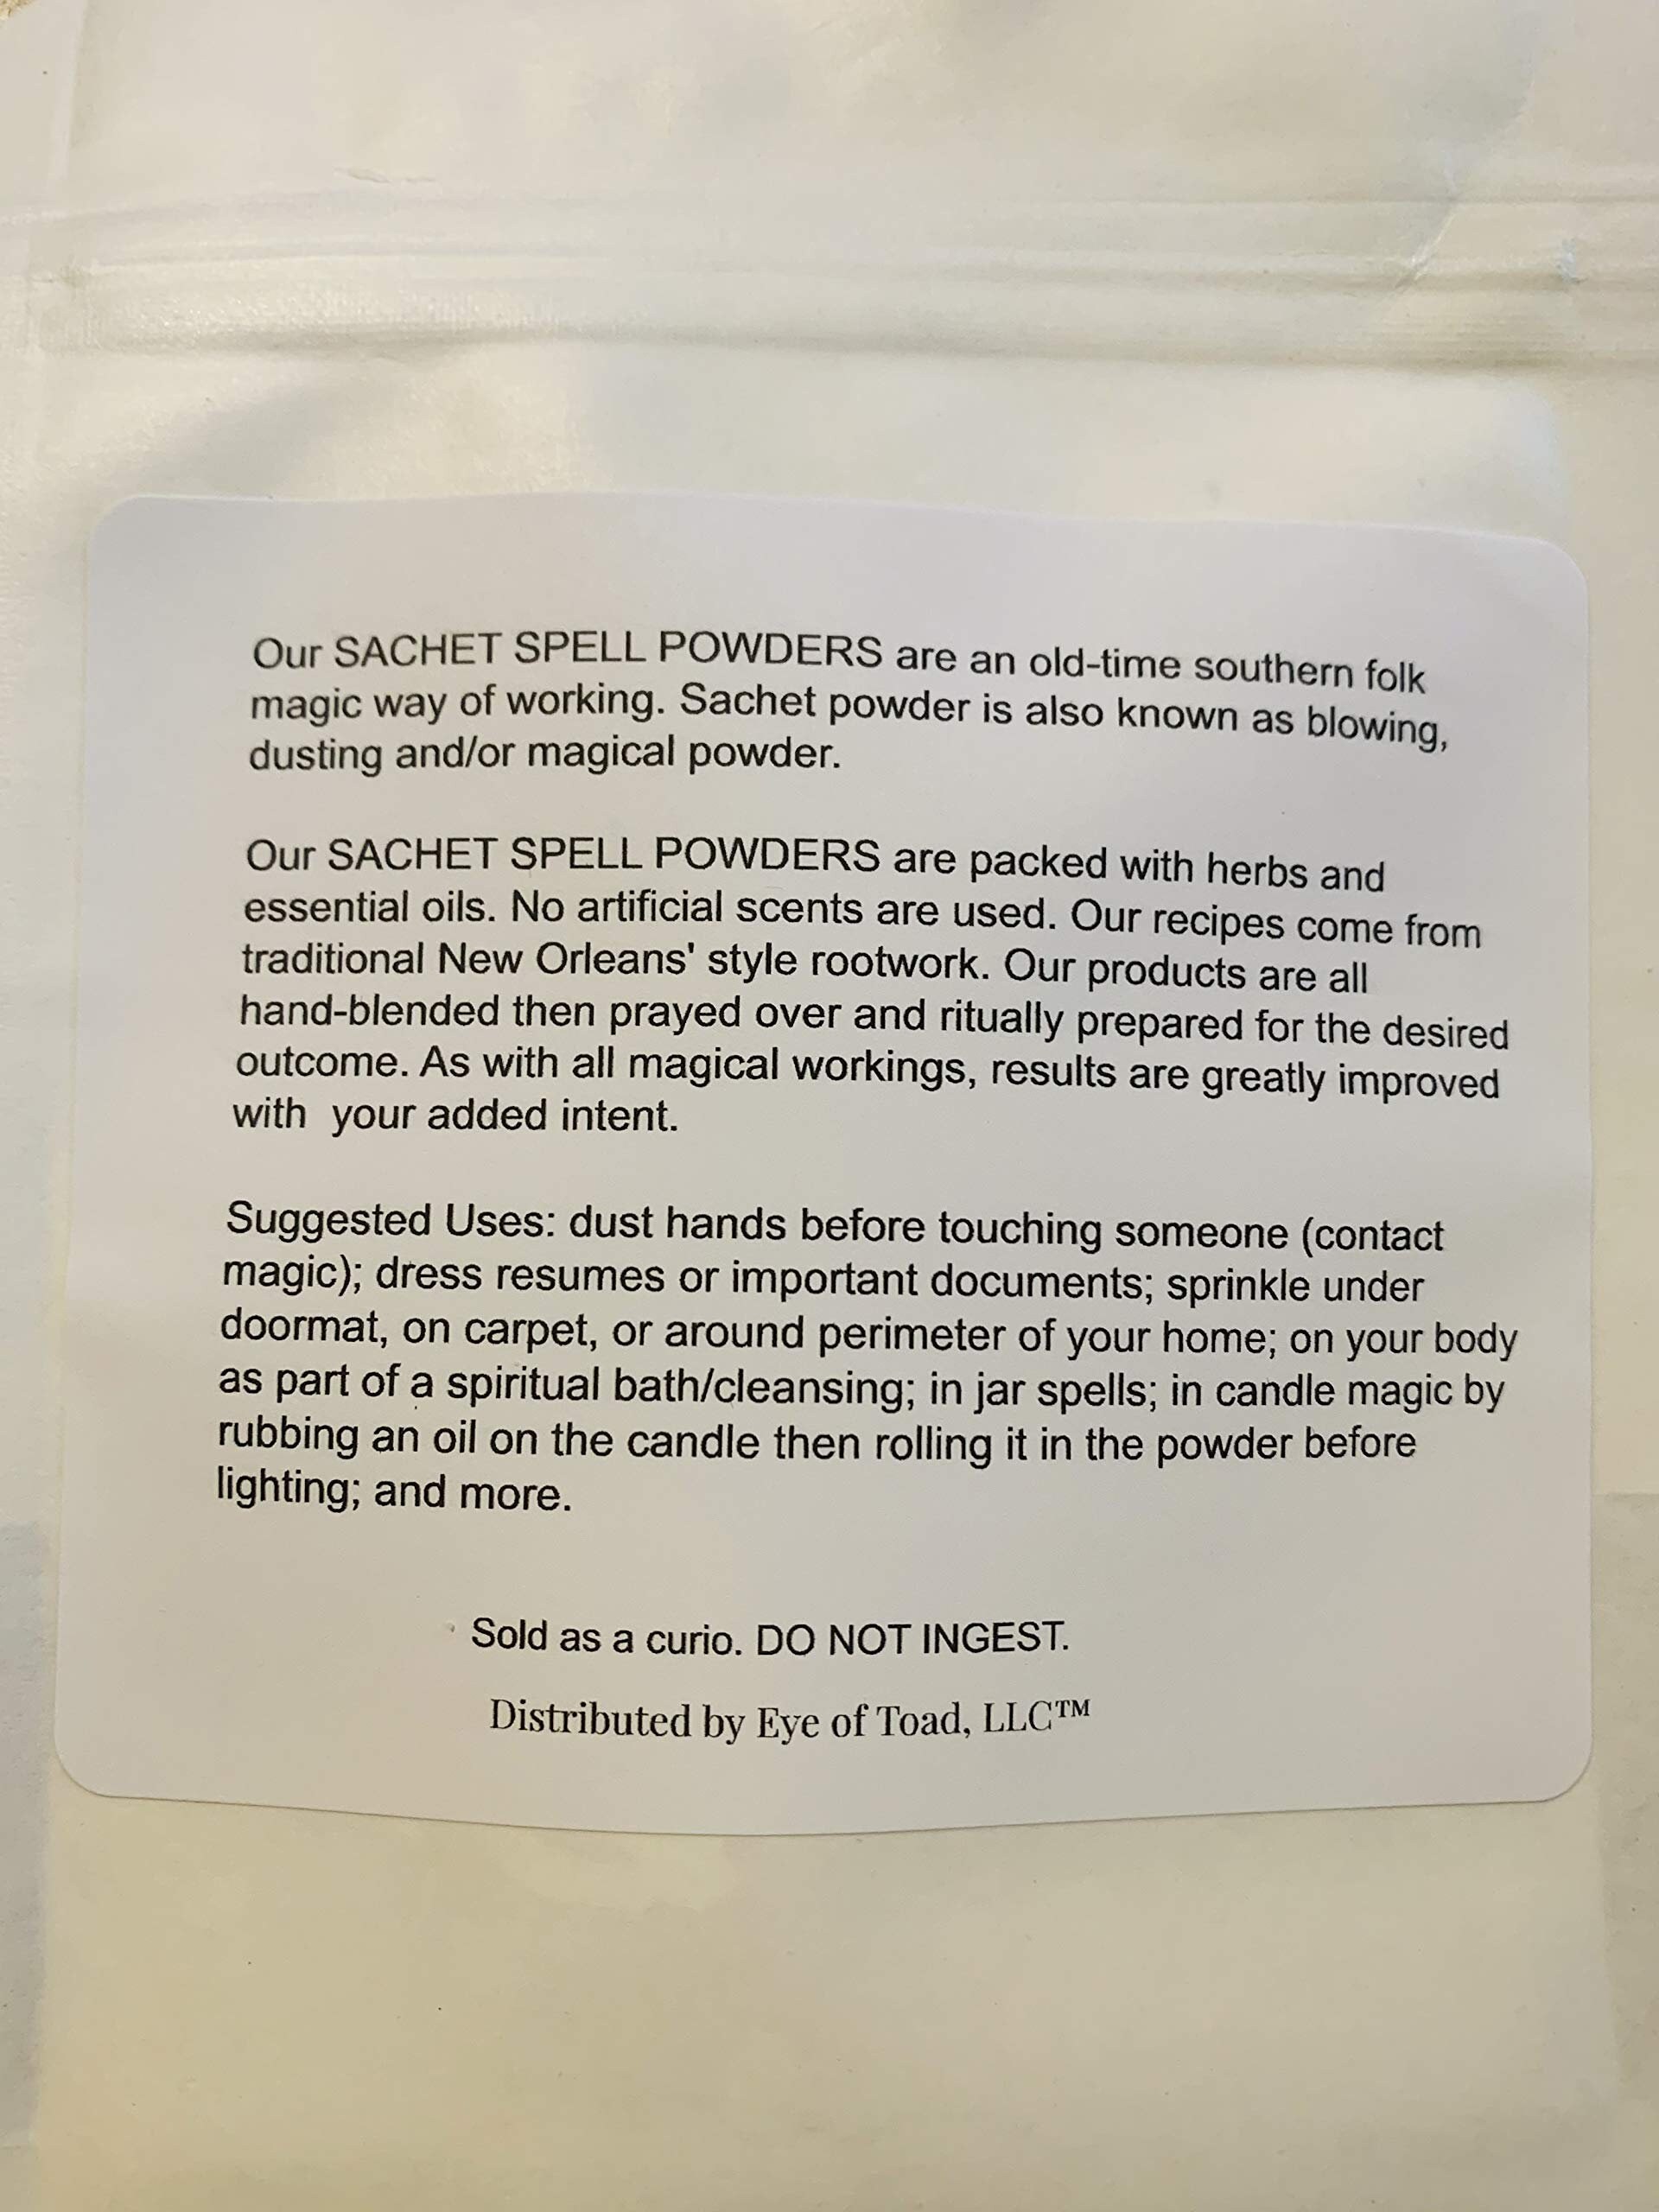 Our SACHET SPELL POWDERS are an old-time southern folk
magic way of working. Sachet powder is also known as blowing,
dusting and/or magical powder.
Our SACHET SPELL POWDERS are packed with herbs and
essential oils. No artificial scents are used. Our recipes come from
traditional New Orleans' style rootwork. Our products are all
hand-blended then prayed over and ritually prepared for the desired
outcome. As with all magical workings, results are greatly improved
with your added intent.
Suggested Uses: dust hands before touching someone (contact
magic); dress resumes or important documents; sprinkle under
doormat, on carpet, or around perimeter of your home; on your body
as part of a spiritual bath/cleansing; in jar spells; in candle magic by
rubbing an oil on the candle then rolling it in the powder before
lighting; and more.
Sold as a curio. DO NOT INGEST.
Distributed by Eye of Toad, LLC™